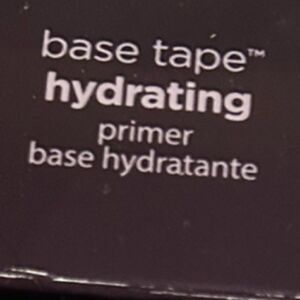 base tape™
hydrating
primer
base hydratante